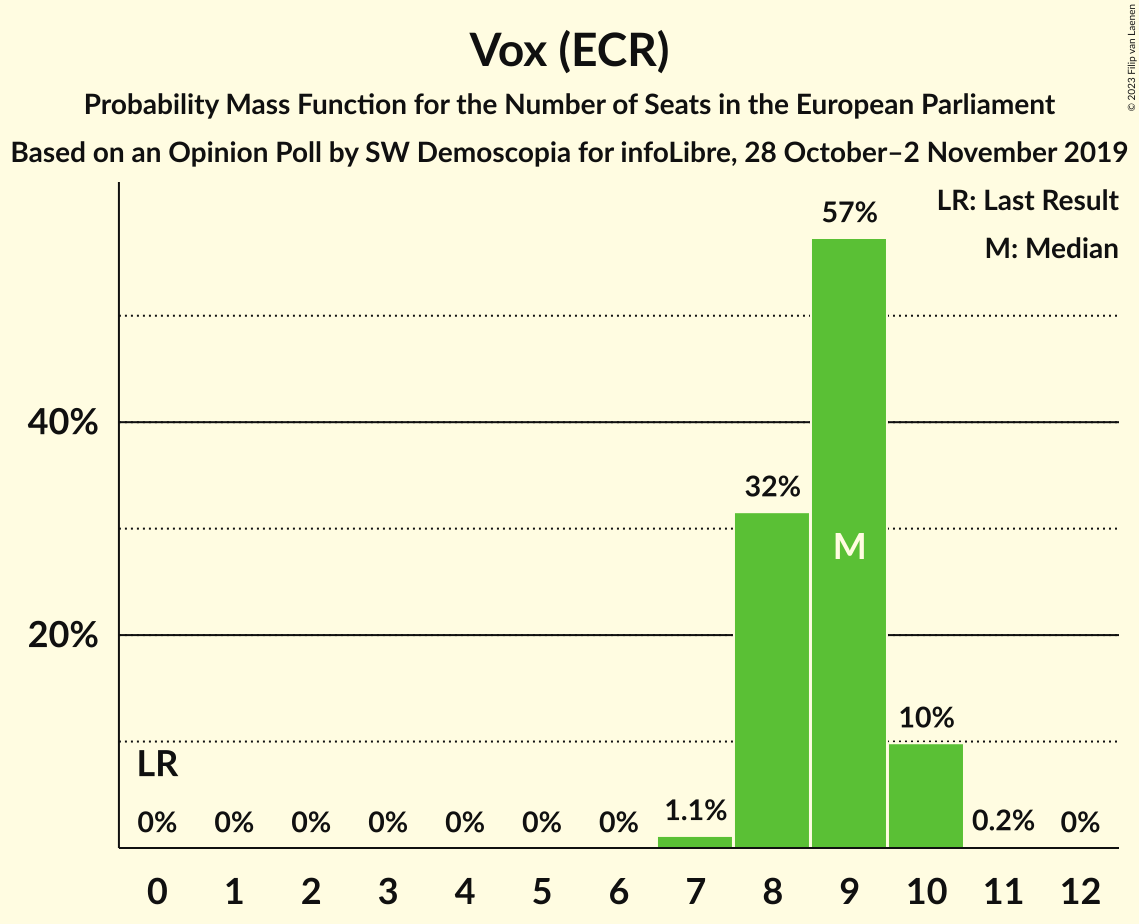 Vox (ECR)
Probability Mass Function for the Number of Seats in the European Parliament
Based on an Opinion Poll by SW Demoscopia for infoLibre, 28 October–2 November 2019
© 2023 Filip van Laenen
LR: Last Result
M: Median
57%
40%
32%
M
20%
10%
LR
0% 0% 0% 0% 0% 0% 0% 1.1% 0.2% 0%
0 1 2 3 4 5 6 7 8 9 10 11 12